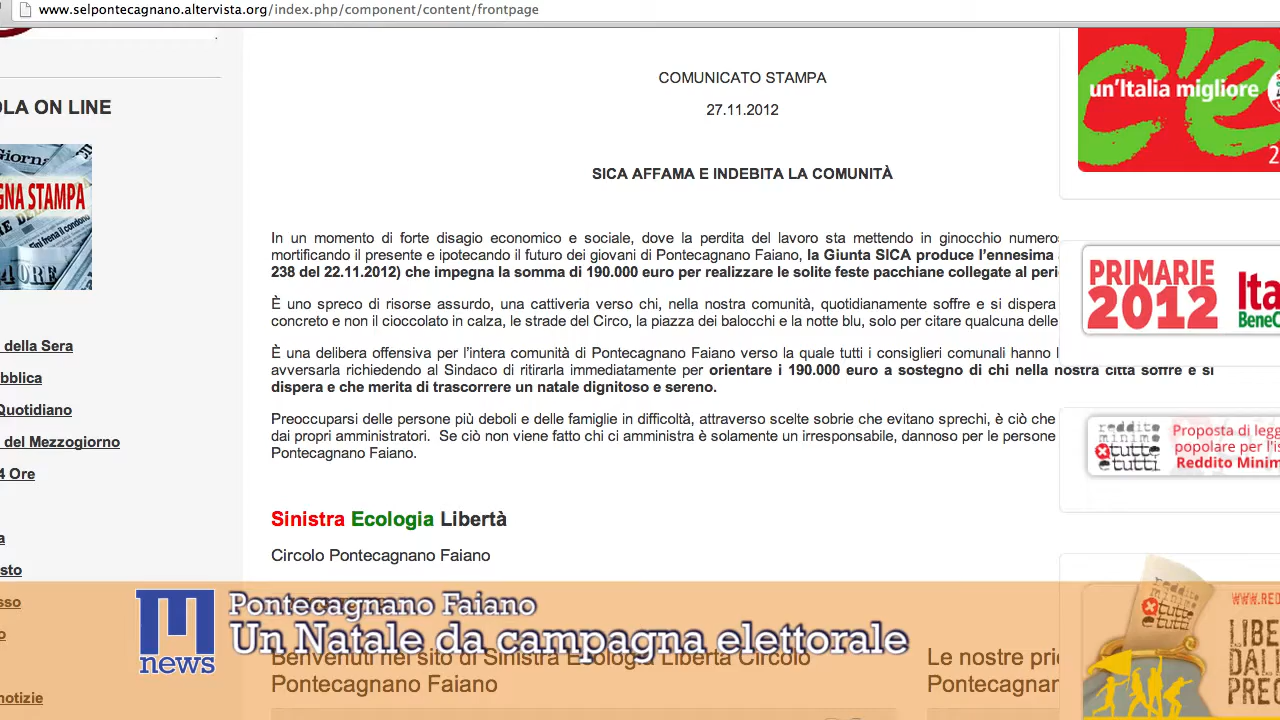 www.selpontecagnano.altervista.org/index.php/component/content/frontpage
OLA ON LINE
GNA STAMPA
della Sera
Quotidiano
del Mezzogiorno
4 Ore
notizie
COMUNICATO STAMPA
27.11.2012
SICA AFFAMA E INDEBITA LA COMUNITÀ
In un momento di forte disagio economico e sociale, dove la perdita del lavoro sta mettendo in ginocchio
mortificando il presente e ipotecando il futuro dei giovani di Pontecagnano Faiano, la Giunta SICA produce l'ennesima
238 del 22.11.2012) che impegna la somma di 190.000 euro per realizzare le solite feste pacchiane collegate al
È uno spreco di risorse assurdo, una cattiveria verso chi, nella nostra comunità, quotidianamente soffre e si dispera
concreto e non il cioccolato in calza, le strade del Circo, la piazza dei balocchi e la notte blu, solo per citare qualcuna delle
È una delibera offensiva per l'intera comunità di Pontecagnano Faiano verso la quale tutti i consiglieri comunali hanno
avversarla richiedendo al Sindaco di ritirarla immediatamente per orientare i 190.000 euro a sostegno di chi nella nostra città soffre e si
dispera e che merita di trascorrere un natale dignitoso e sereno.
Preoccuparsi delle persone più deboli e delle famiglie in difficoltà, attraverso scelte sobrie che evitano sprechi, è ciò che
dai propri amministratori. Se ciò non viene fatto chi ci amministra è solamente un irresponsabile, dannoso per le persone
Pontecagnano Faiano.
Sinistra Ecologia Libertà
Circolo Pontecagnano Faiano
Benvenuti nel sito di Sinistra Ecologia Libertà Circolo
Pontecagnano Faiano
Le nostre
c'è
un'Italia migliore
PRIMARIE
2012
reddito
minimo
tutte
e tutti
Proposta di
popolare per
Reddito
reddito
minimo
tutte
e tutti
M
news
Pontecagnano Faiano
Un Natale da campagna elettorale